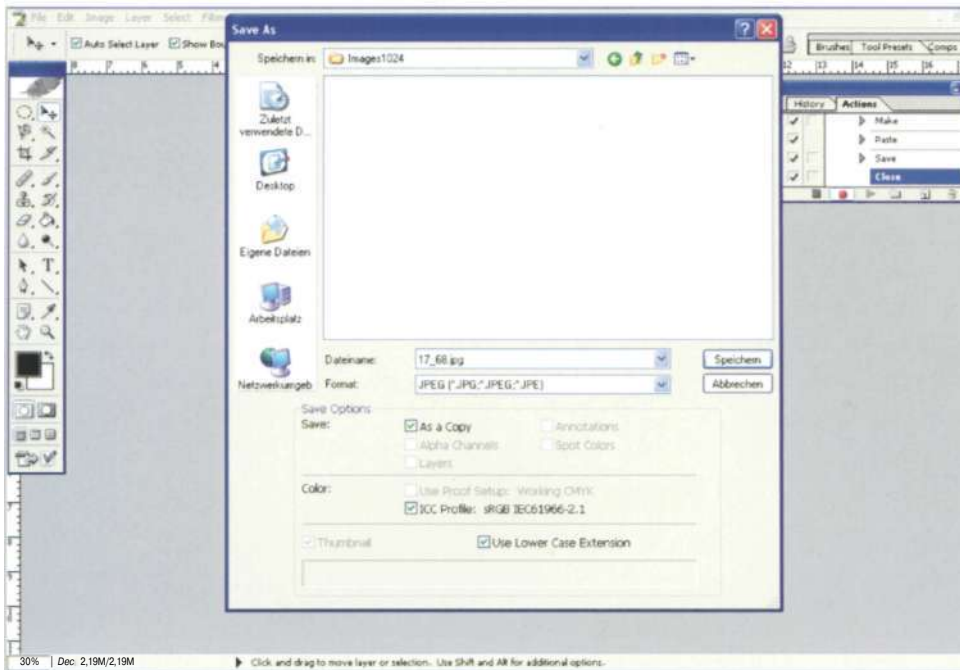 File Edit Image Layer Select
Save As
Auto Select Layer
Speichern in: Images1024
Brushes Tool Presets Comps
History Actions
Make
Paste
Save
Close
Zuletzt
verwendete D...
Desktop
Eigene Dateien
Arbeitsplatz
Netzwerkumgeb
Dateiname: 17_68.jpg Speichern
Format: JPEG (*.JPG;*.JPEG;*.JPE) Abbrechen
Save Options
Save: As a Copy Annotations
Alpha Channels Spot Colors
Layers
Color: Use Proof Setup: Working CMYK
ICC Profile: sRGB IEC61966-2.1
Thumbnail Use Lower Case Extension
30% Dec. 2,19M/2,19M Click and drag to move layer or selection. Use Shift and Alt for additional options.